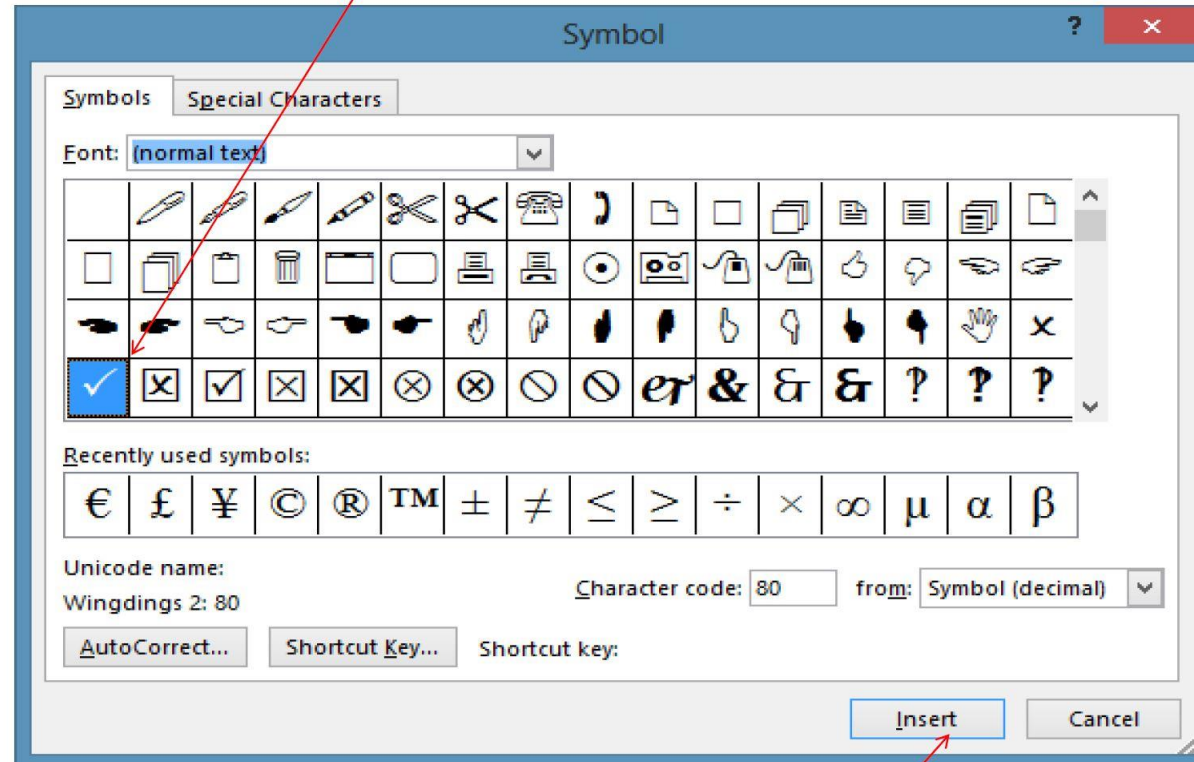 Symbol ? ×
Symbols Special Characters
Font: (normal text)
& & & & ‽ ‽ ‽
Recently used symbols:
€ £ ¥ © ® ™ ± ≠ ≤ ≥ ÷ × ∞ μ α β
Unicode name:
Wingdings 2: 80
Character code: 80 from: Symbol (decimal)
AutoCorrect... Shortcut Key... Shortcut key:
Insert Cancel